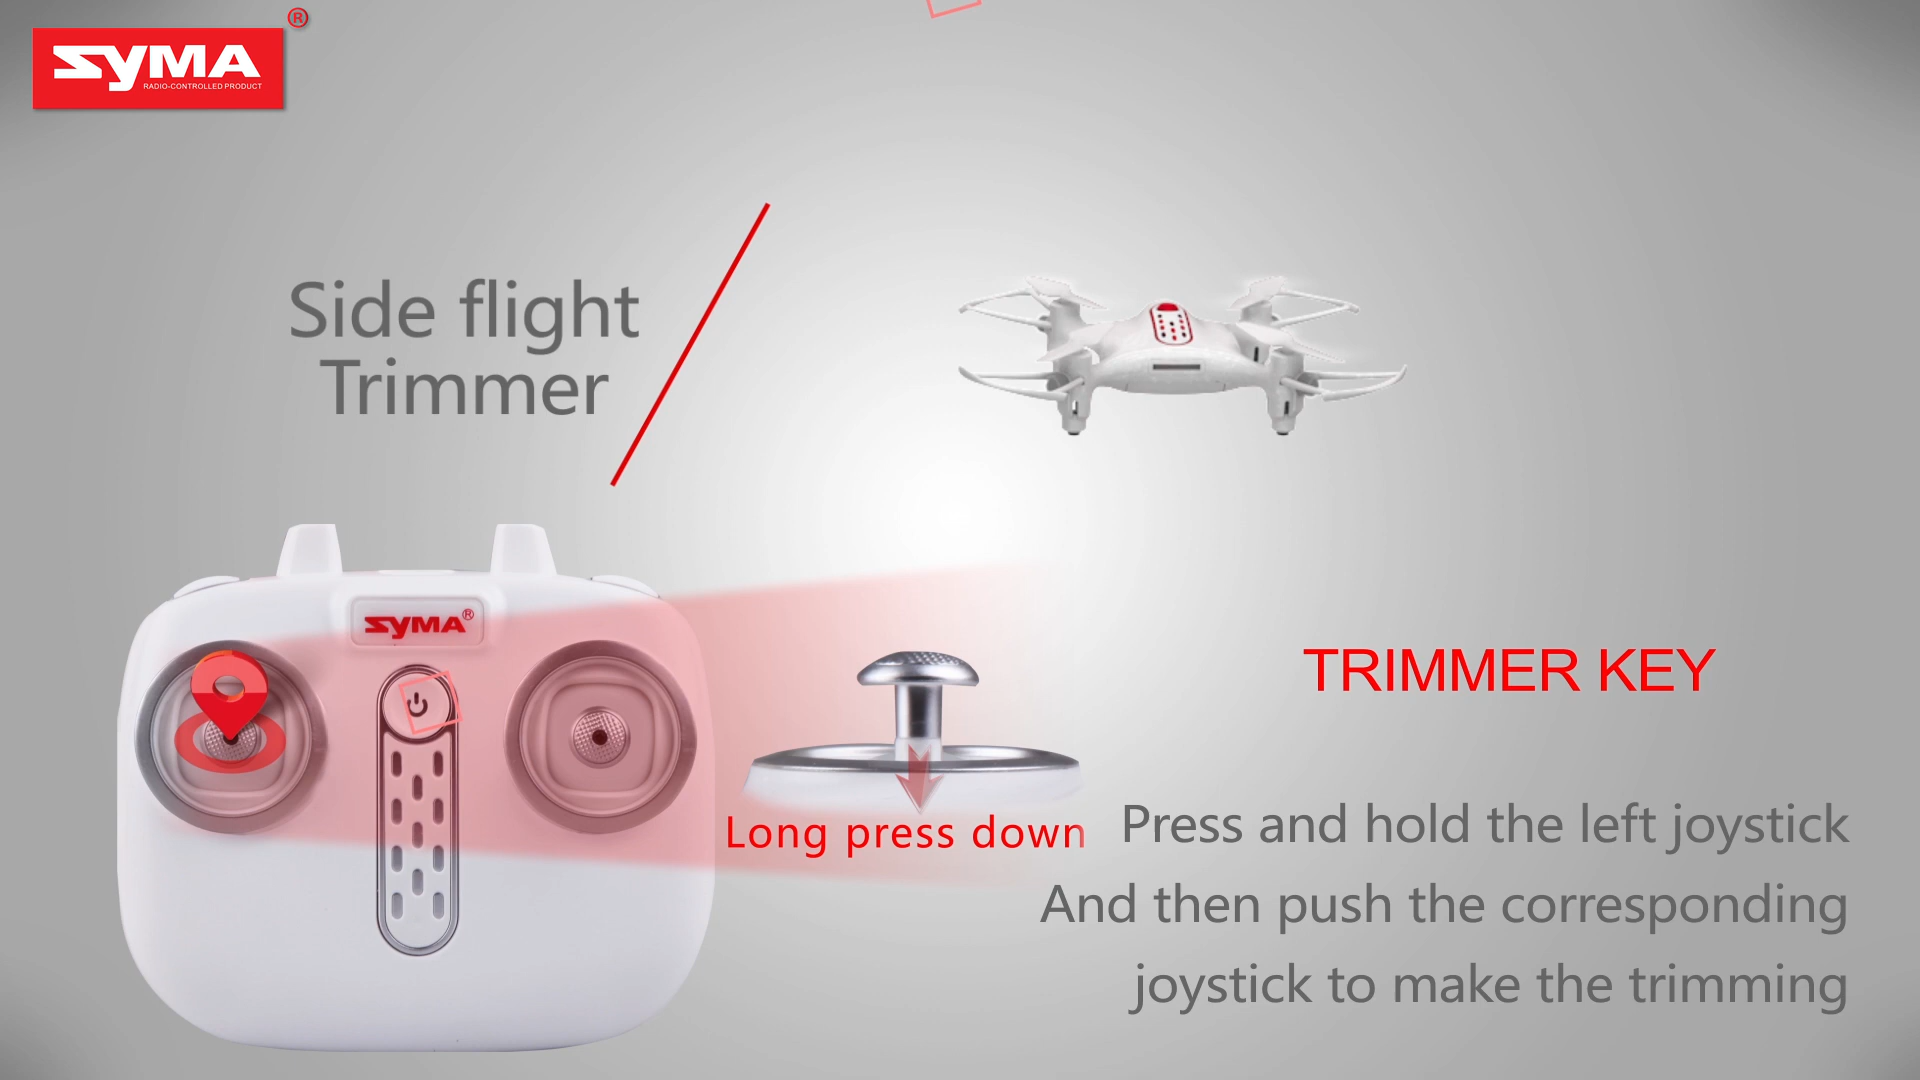 SYMA®
RADIO-CONTROLLED PRODUCT
Side flight
Trimmer
SYMA®
TRIMMER KEY
Long press down
Press and hold the left joystick
And then push the corresponding
joystick to make the trimming